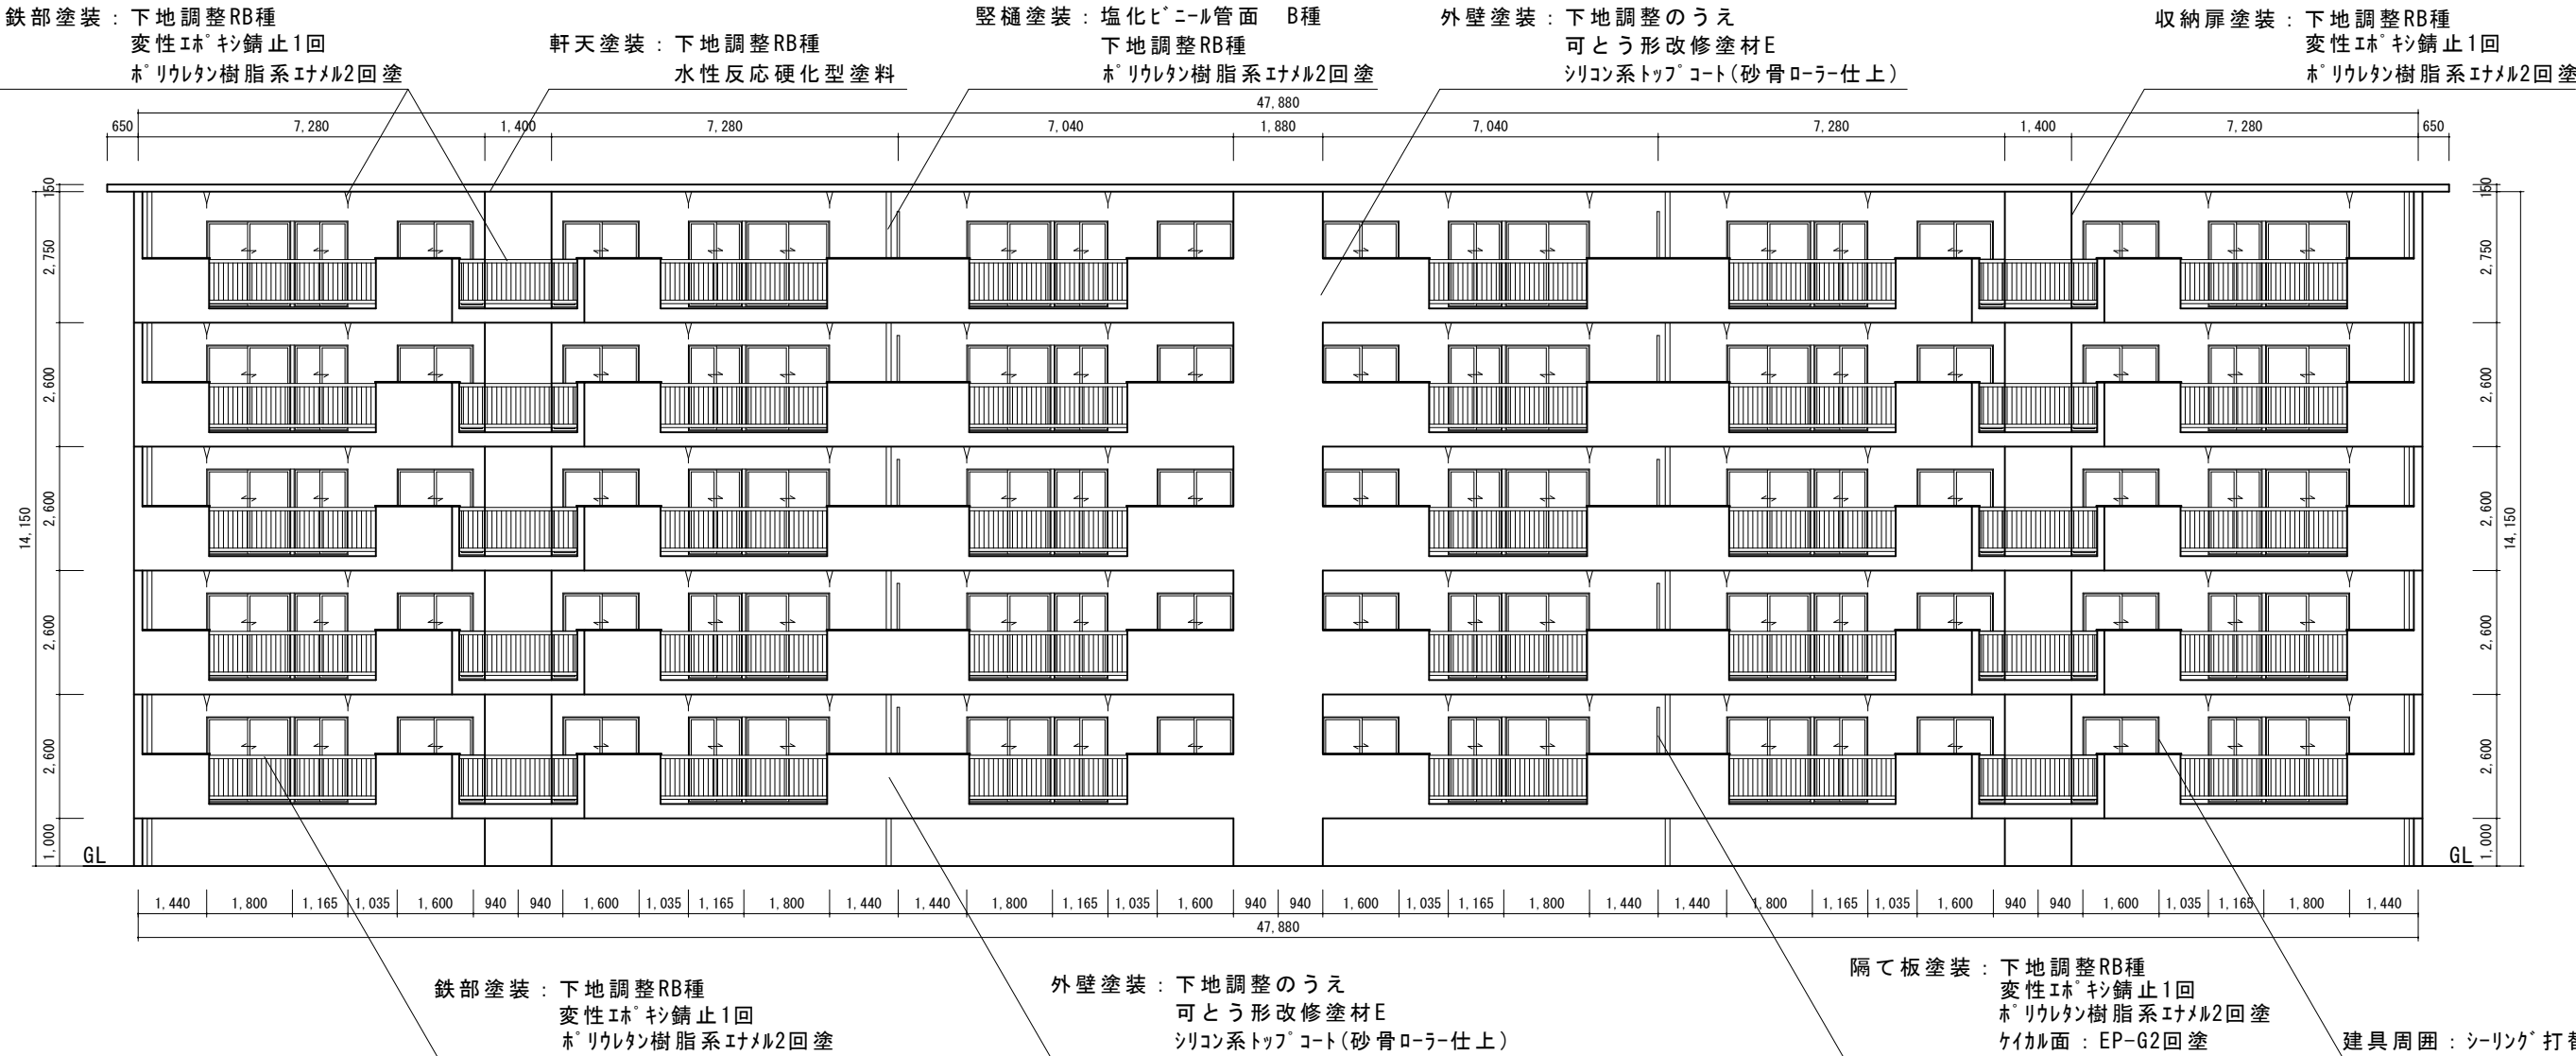 鉄部塗装：下地調整RB種
変性ｴﾎﾟｷｼ錆止1回
ﾎﾟﾘｳﾚﾀﾝ樹脂系ｴﾅﾒﾙ2回塗
軒天塗装：下地調整RB種
水性反応硬化型塗料
竪樋塗装：塩化ﾋﾞﾆｰﾙ管面　B種
下地調整RB種
ﾎﾟﾘｳﾚﾀﾝ樹脂系ｴﾅﾒﾙ2回塗
外壁塗装：下地調整のうえ
可とう形改修塗材E
ｼﾘｺﾝ系ﾄｯﾌﾟｺｰﾄ(砂骨ﾛｰﾗｰ仕上)
収納扉塗装：下地調整RB種
変性ｴﾎﾟｷｼ錆止1回
ﾎﾟﾘｳﾚﾀﾝ樹脂系ｴﾅﾒﾙ2回塗
47,880
650 7,280 1,400 7,280 7,040 1,880 7,040 7,280 1,400 7,280 650
150
2,750
2,600
2,600
2,600
2,600
1,000
14,150
GL
150
2,750
2,600
2,600
2,600
2,600
1,000
14,150
GL
1,440 1,800 1,165 1,035 1,600 940 940 1,600 1,035 1,165 1,800 1,440 1,440 1,800 1,165 1,035 1,600 940 940 1,600 1,035 1,165 1,800 1,440 1,440 1,800 1,165 1,035 1,600 940 940 1,600 1,035 1,165 1,800 1,440
47,880
鉄部塗装：下地調整RB種
変性ｴﾎﾟｷｼ錆止1回
ﾎﾟﾘｳﾚﾀﾝ樹脂系ｴﾅﾒﾙ2回塗
外壁塗装：下地調整のうえ
可とう形改修塗材E
ｼﾘｺﾝ系ﾄｯﾌﾟｺｰﾄ(砂骨ﾛｰﾗｰ仕上)
隔て板塗装：下地調整RB種
変性ｴﾎﾟｷｼ錆止1回
ﾎﾟﾘｳﾚﾀﾝ樹脂系ｴﾅﾒﾙ2回塗
ｹｲｶﾙ面：EP-G2回塗
建具周囲：ｼｰﾘﾝｸﾞ打替